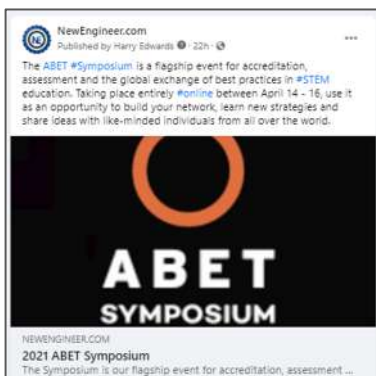 NewEngineer.com
Published by Harry Edwards · 22h ·
The ABET #Symposium is a flagship event for accreditation,
assessment and the global exchange of best practices in #STEM
education. Taking place entirely #online between April 14 - 16, use it
as an opportunity to build your network, learn new strategies and
share ideas with like-minded individuals from all over the world.
ABET
SYMPOSIUM
NEWENGINEER.COM
2021 ABET Symposium
The Symposium is our flagship event for accreditation, assessment ...